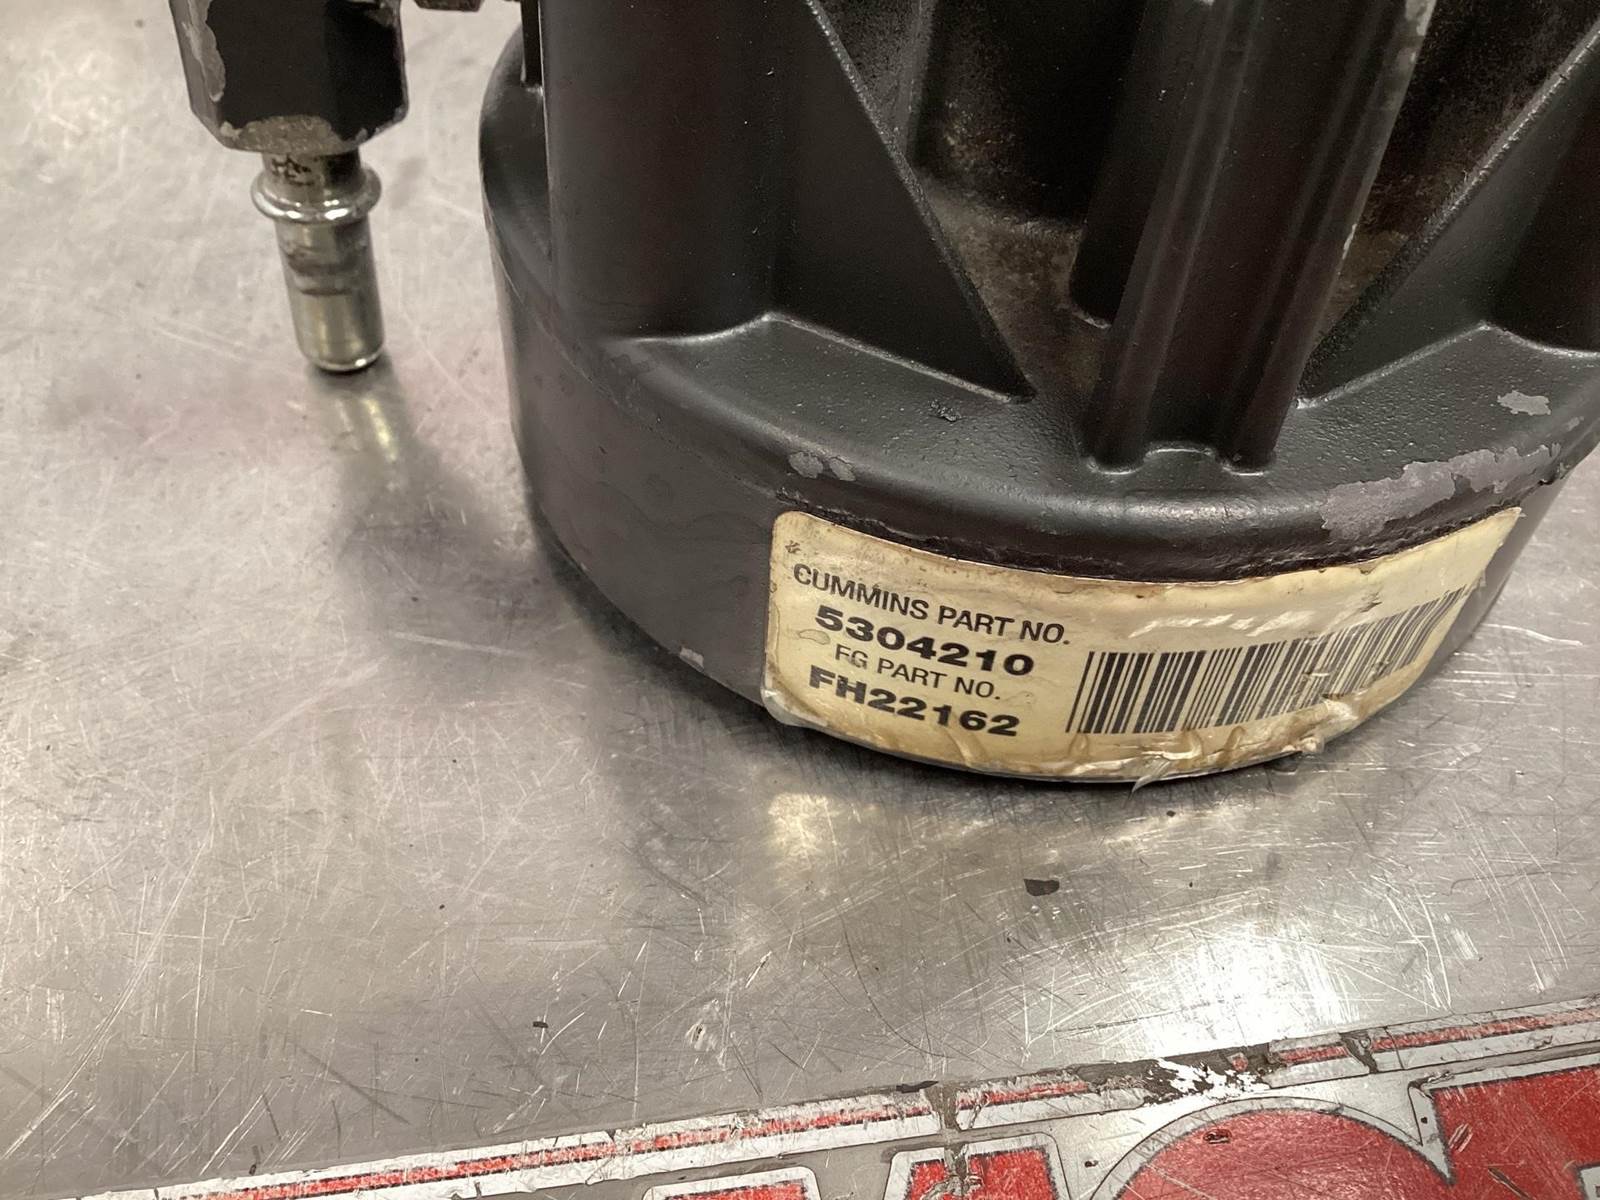 CUMMINS PART NO.
5304210
FG PART NO.
FH22162